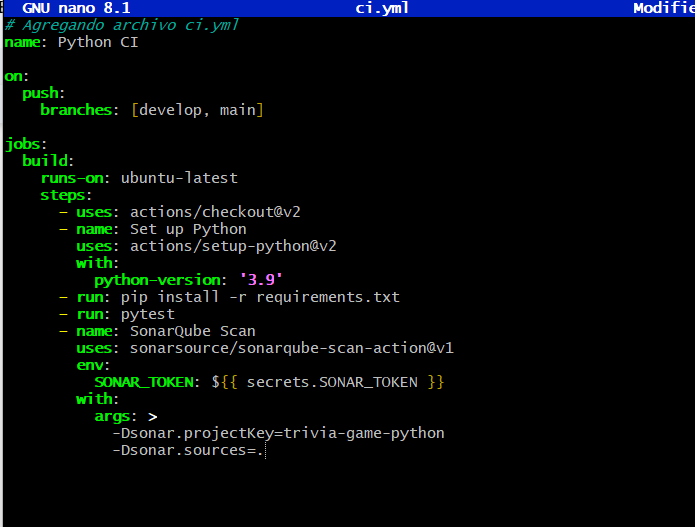 GNU nano 8.1 ci.yml Modifie
# Agregando archivo ci.yml
name: Python CI
on:
push:
branches: [develop, main]
jobs:
build:
runs-on: ubuntu-latest
steps:
- uses: actions/checkout@v2
- name: Set up Python
uses: actions/setup-python@v2
with:
python-version: '3.9'
- run: pip install -r requirements.txt
- run: pytest
- name: SonarQube Scan
uses: sonarsource/sonarqube-scan-action@v1
env:
SONAR_TOKEN: ${{ secrets.SONAR_TOKEN }}
with:
args: >
-Dsonar.projectKey=trivia-game-python
-Dsonar.sources=.